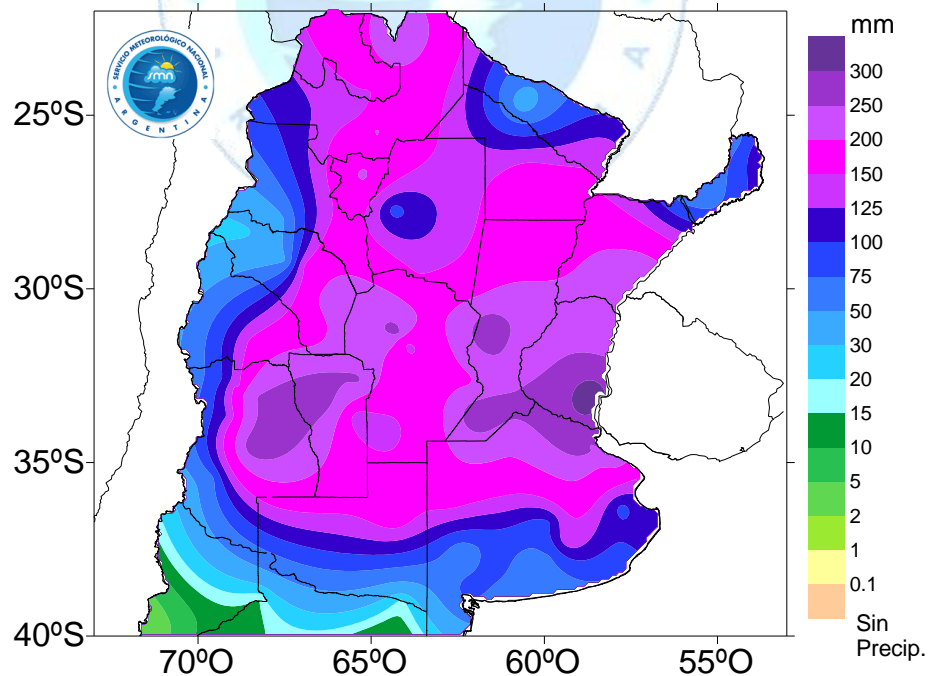 mm
300
250
200
150
125
100
75
50
30
20
15
10
5
2
1
0.1
Sin
Precip.
SERVICIO METEOROLÓGICO NACIONAL
smn
ARGENTINA
25ºS
30ºS
35ºS
40ºS
70ºO
65ºO
60ºO
55ºO